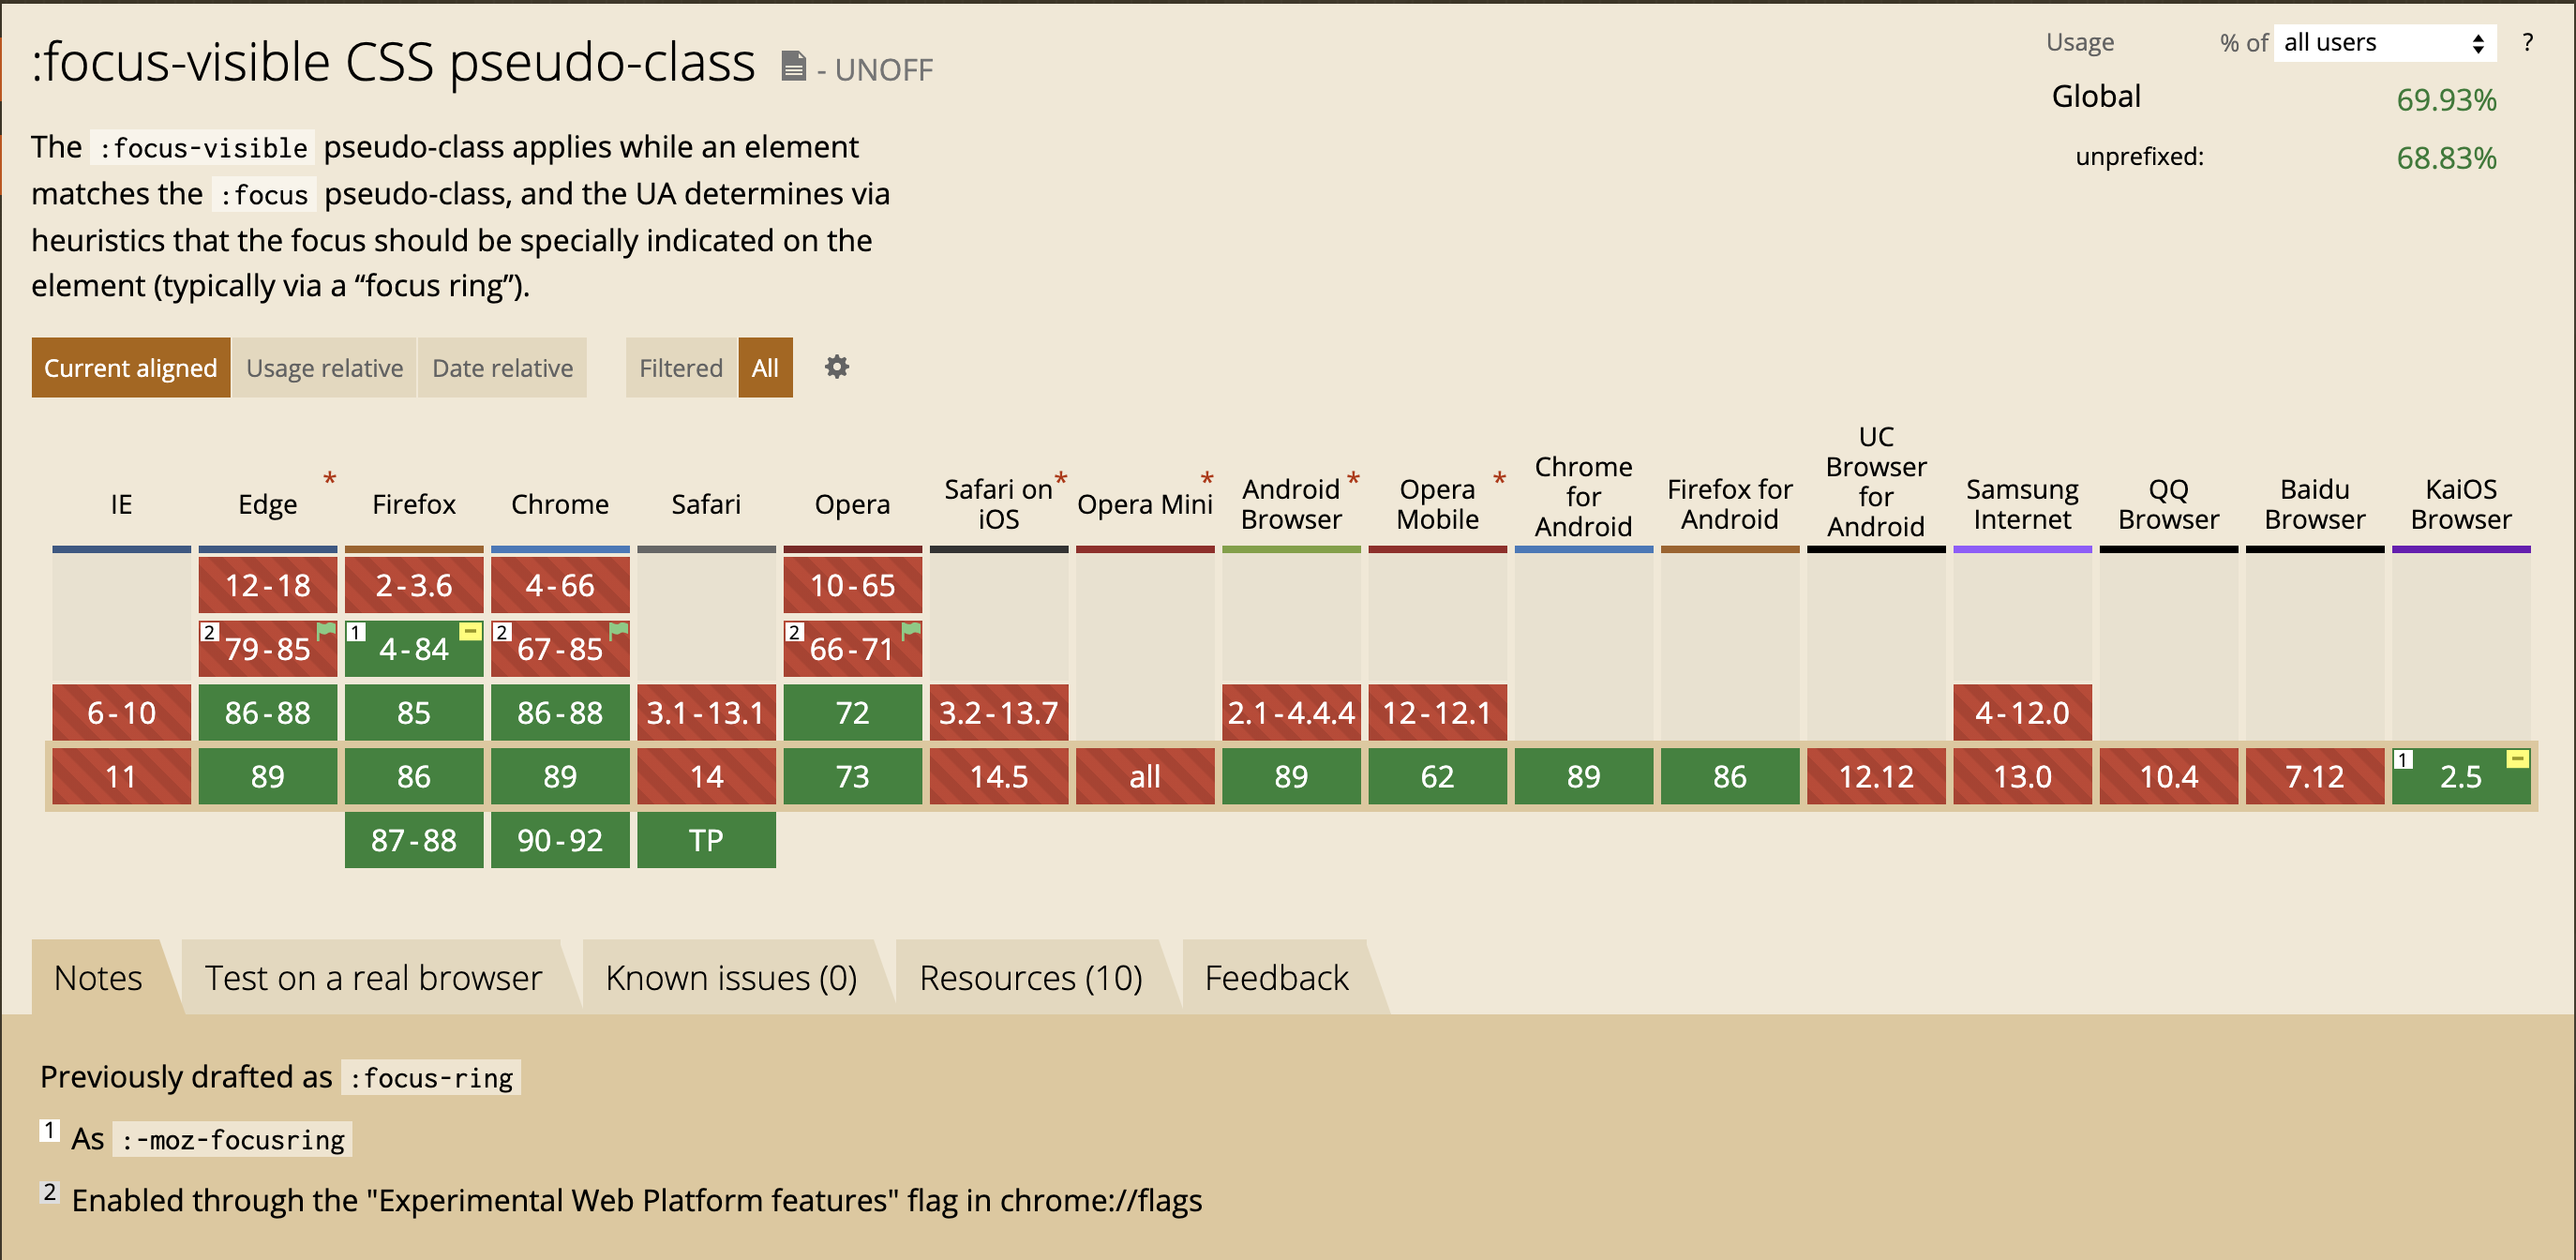 :focus-visible CSS pseudo-class - UNOFF
Usage % of all users ?
Global 69.93%
unprefixed: 68.83%
The :focus-visible pseudo-class applies while an element
matches the :focus pseudo-class, and the UA determines via
heuristics that the focus should be specially indicated on the
element (typically via a “focus ring”).
Current aligned Usage relative Date relative Filtered All
IE
Edge *
Firefox
Chrome
Safari
Opera
Safari on *
iOS
Opera Mini *
Android *
Browser
Opera *
Mobile
Chrome
for
Android
Firefox for
Android
UC
Browser
for
Android
Samsung
Internet
QQ
Browser
Baidu
Browser
KaiOS
Browser
12-18 2-3.6 4-66 10-65
2 79-85 1 4-84 - 2 67-85 2 66-71
6-10 86-88 85 86-88 3.1-13.1 72 3.2-13.7 2.1-4.4.4 12-12.1 4-12.0
11 89 86 89 14 73 14.5 all 89 62 89 86 12.12 13.0 10.4 7.12 1 2.5 -
87-88 90-92 TP
Notes Test on a real browser Known issues (0) Resources (10) Feedback
Previously drafted as :focus-ring
1 As :-moz-focusring
2 Enabled through the "Experimental Web Platform features" flag in chrome://flags